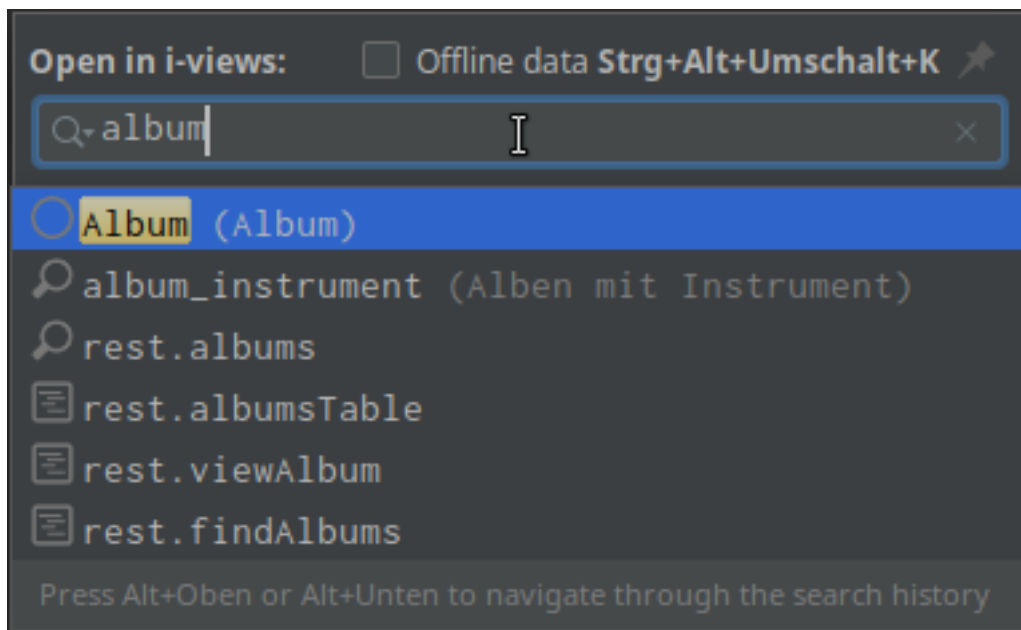 Open in i-views: Offline data Strg+Alt+Umschalt+K
album
Album (Album)
album_instrument (Alben mit Instrument)
rest.albums
rest.albumsTable
rest.viewAlbum
rest.findAlbums
Press Alt+Oben or Alt+Unten to navigate through the search history